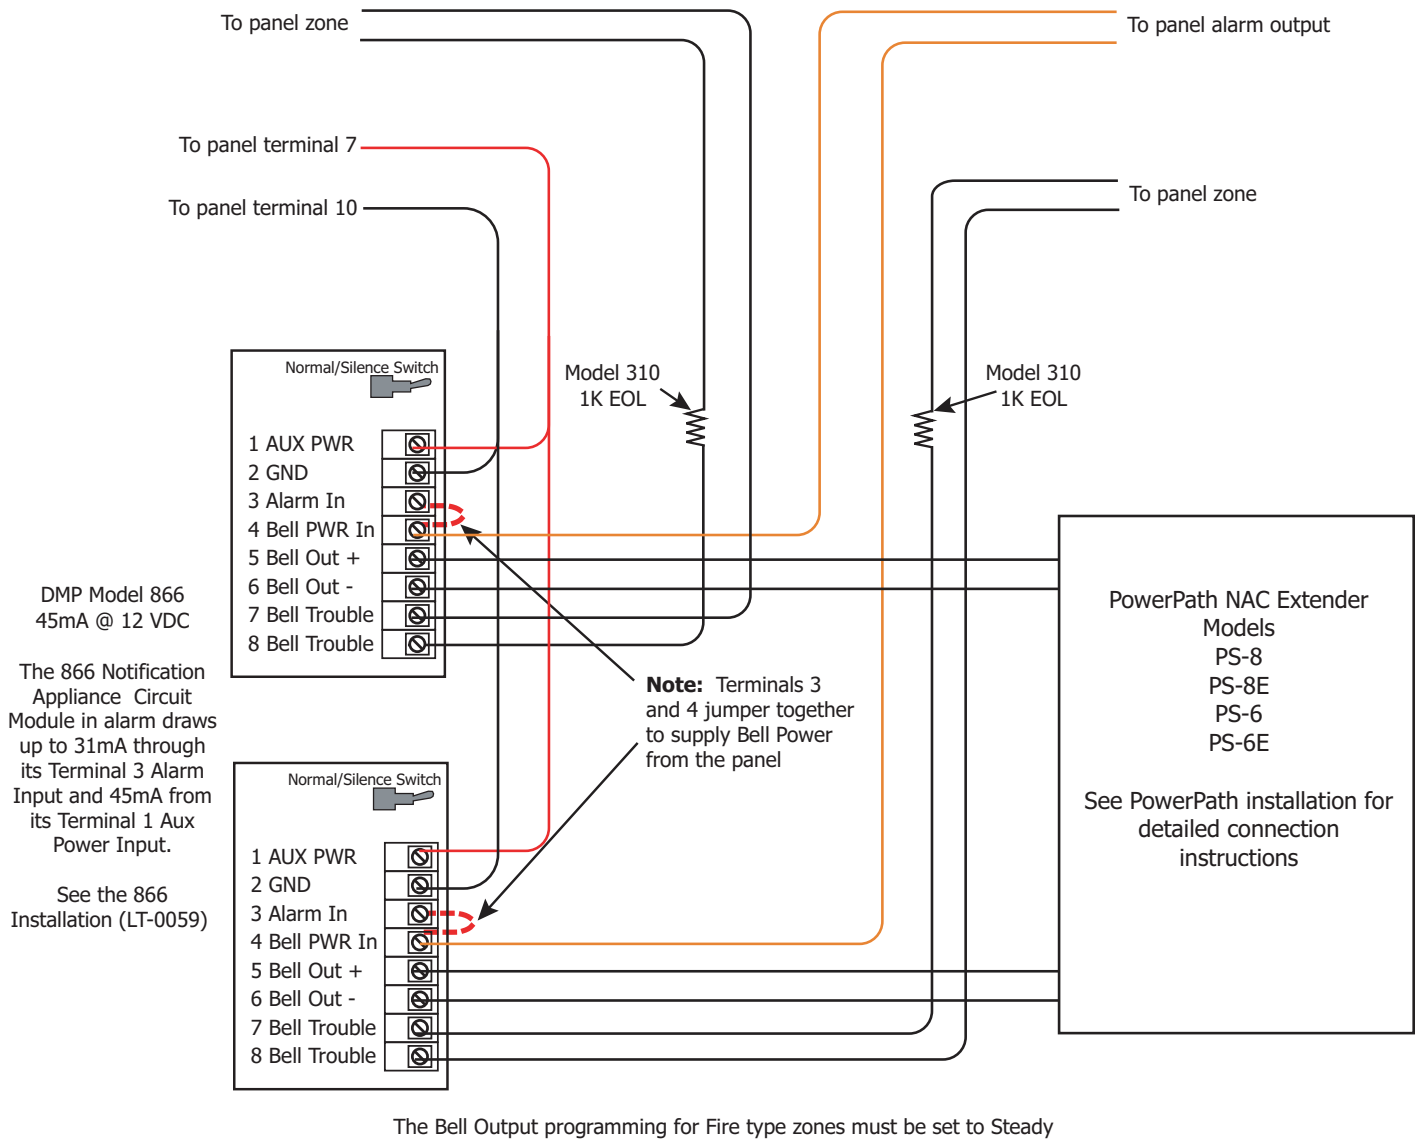 To panel zone
To panel alarm output
To panel terminal 7
To panel terminal 10
To panel zone
Normal/Silence Switch
1 AUX PWR
2 GND
3 Alarm In
4 Bell PWR In
5 Bell Out +
6 Bell Out -
7 Bell Trouble
8 Bell Trouble
Model 310
1K EOL
Model 310
1K EOL
DMP Model 866
45mA @ 12 VDC
The 866 Notification
Appliance Circuit
Module in alarm draws
up to 31mA through
its Terminal 3 Alarm
Input and 45mA from
its Terminal 1 Aux
Power Input.
See the 866
Installation (LT-0059)
Note: Terminals 3
and 4 jumper together
to supply Bell Power
from the panel
PowerPath NAC Extender
Models
PS-8
PS-8E
PS-6
PS-6E
See PowerPath installation for
detailed connection
instructions
Normal/Silence Switch
1 AUX PWR
2 GND
3 Alarm In
4 Bell PWR In
5 Bell Out +
6 Bell Out -
7 Bell Trouble
8 Bell Trouble
The Bell Output programming for Fire type zones must be set to Steady